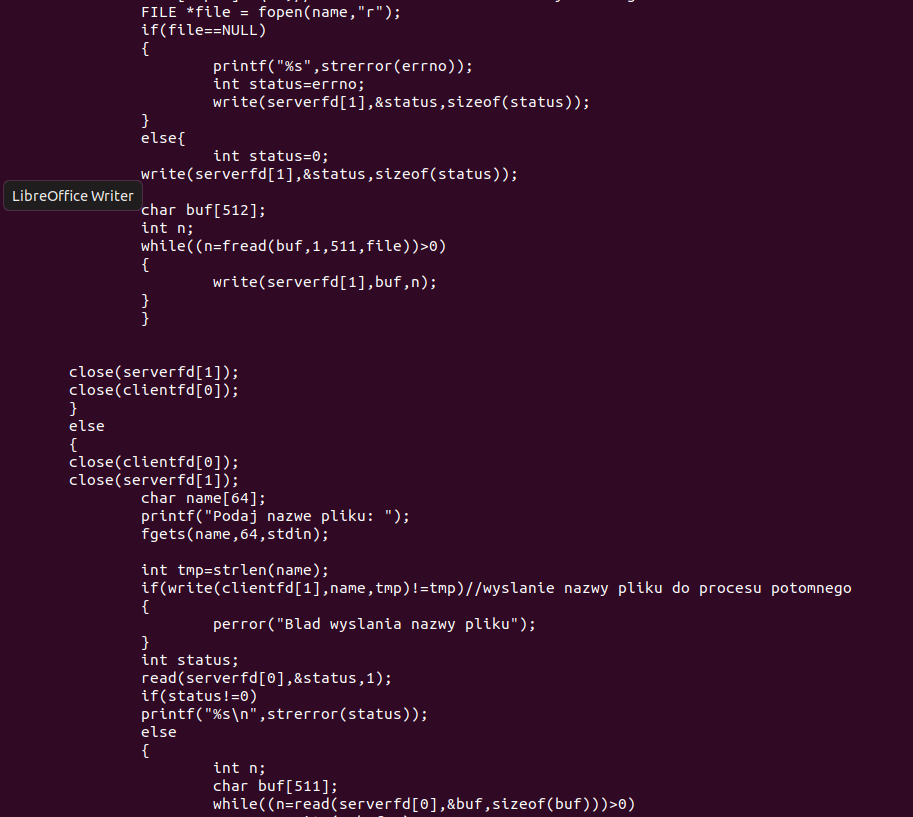 FILE *file = fopen(name,"r");
if(file==NULL)
{
printf("%s",strerror(errno));
int status=errno;
write(serverfd[1],&status,sizeof(status));
}
else{
int status=0;
write(serverfd[1],&status,sizeof(status));
LibreOffice Writer
char buf[512];
int n;
while((n=fread(buf,1,511,file))>0)
{
write(serverfd[1],buf,n);
}
}
close(serverfd[1]);
close(clientfd[0]);
}
else
{
close(clientfd[0]);
close(serverfd[1]);
char name[64];
printf("Podaj nazwe pliku: ");
fgets(name,64,stdin);
int tmp=strlen(name);
if(write(clientfd[1],name,tmp)!=tmp)//wyslanie nazwy pliku do procesu potomnego
{
perror("Blad wyslania nazwy pliku");
}
int status;
read(serverfd[0],&status,1);
if(status!=0)
printf("%s\n",strerror(status));
else
{
int n;
char buf[511];
while((n=read(serverfd[0],&buf,sizeof(buf)))>0)